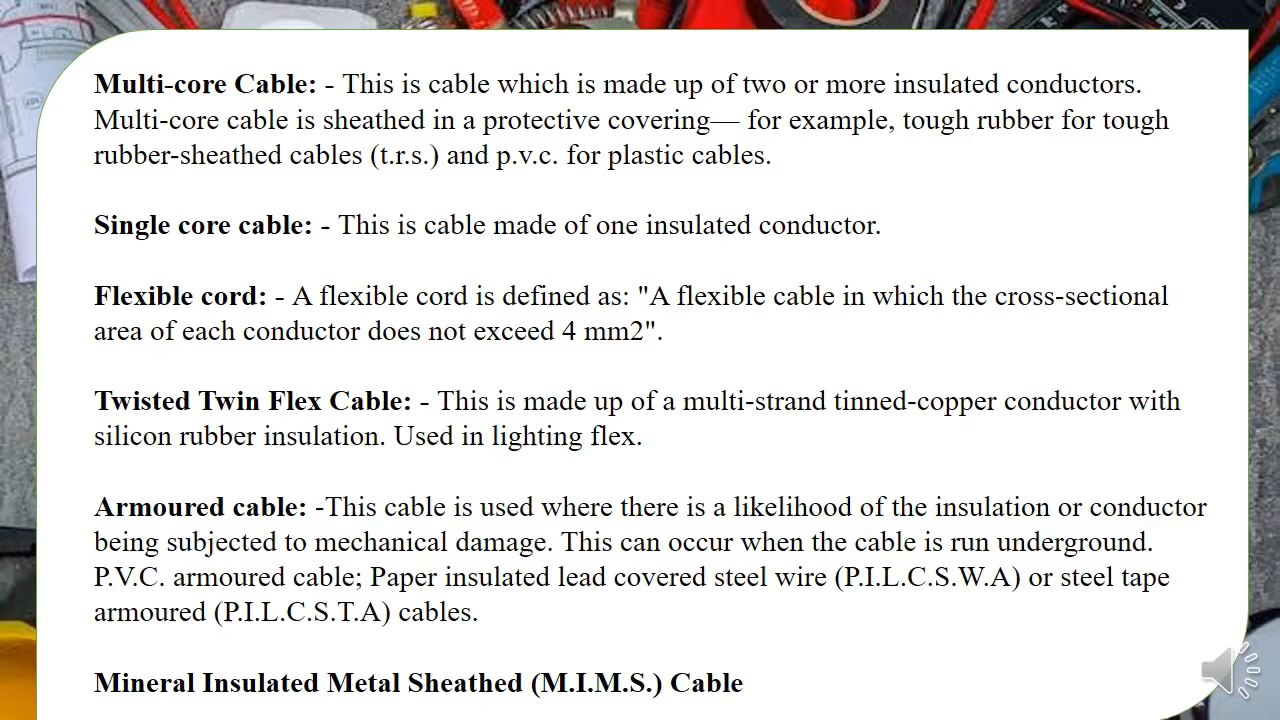 Multi-core Cable: - This is cable which is made up of two or more insulated conductors.
Multi-core cable is sheathed in a protective covering— for example, tough rubber for tough
rubber-sheathed cables (t.r.s.) and p.v.c. for plastic cables.
Single core cable: - This is cable made of one insulated conductor.
Flexible cord: - A flexible cord is defined as: "A flexible cable in which the cross-sectional
area of each conductor does not exceed 4 mm2".
Twisted Twin Flex Cable: - This is made up of a multi-strand tinned-copper conductor with
silicon rubber insulation. Used in lighting flex.
Armoured cable: -This cable is used where there is a likelihood of the insulation or conductor
being subjected to mechanical damage. This can occur when the cable is run underground.
P.V.C. armoured cable; Paper insulated lead covered steel wire (P.I.L.C.S.W.A) or steel tape
armoured (P.I.L.C.S.T.A) cables.
Mineral Insulated Metal Sheathed (M.I.M.S.) Cable